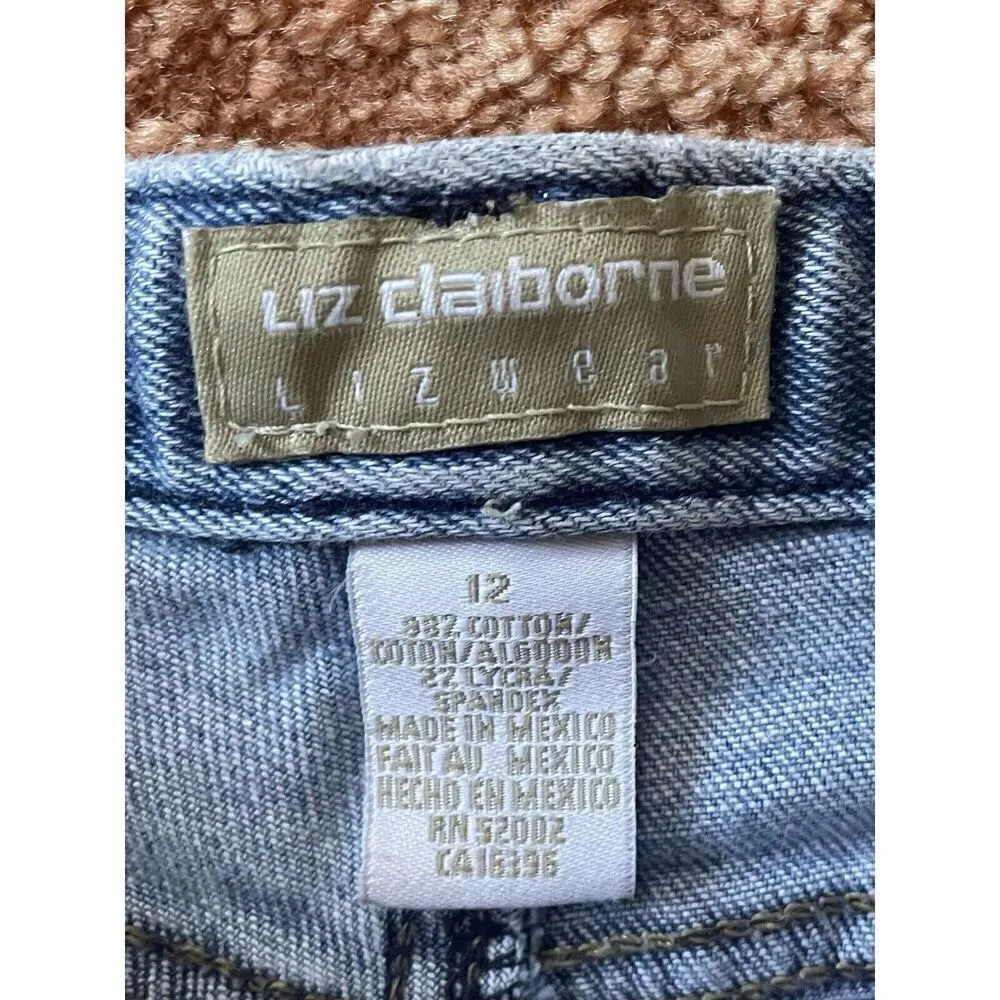 Liz claiborne
Lizwear
12
98% COTTON/
COTON/ALGODON
2% LYCRA/
SPANDEX
MADE IN MEXICO
FAIT AU MEXICO
HECHO EN MEXICO
RN 52002
CA16396